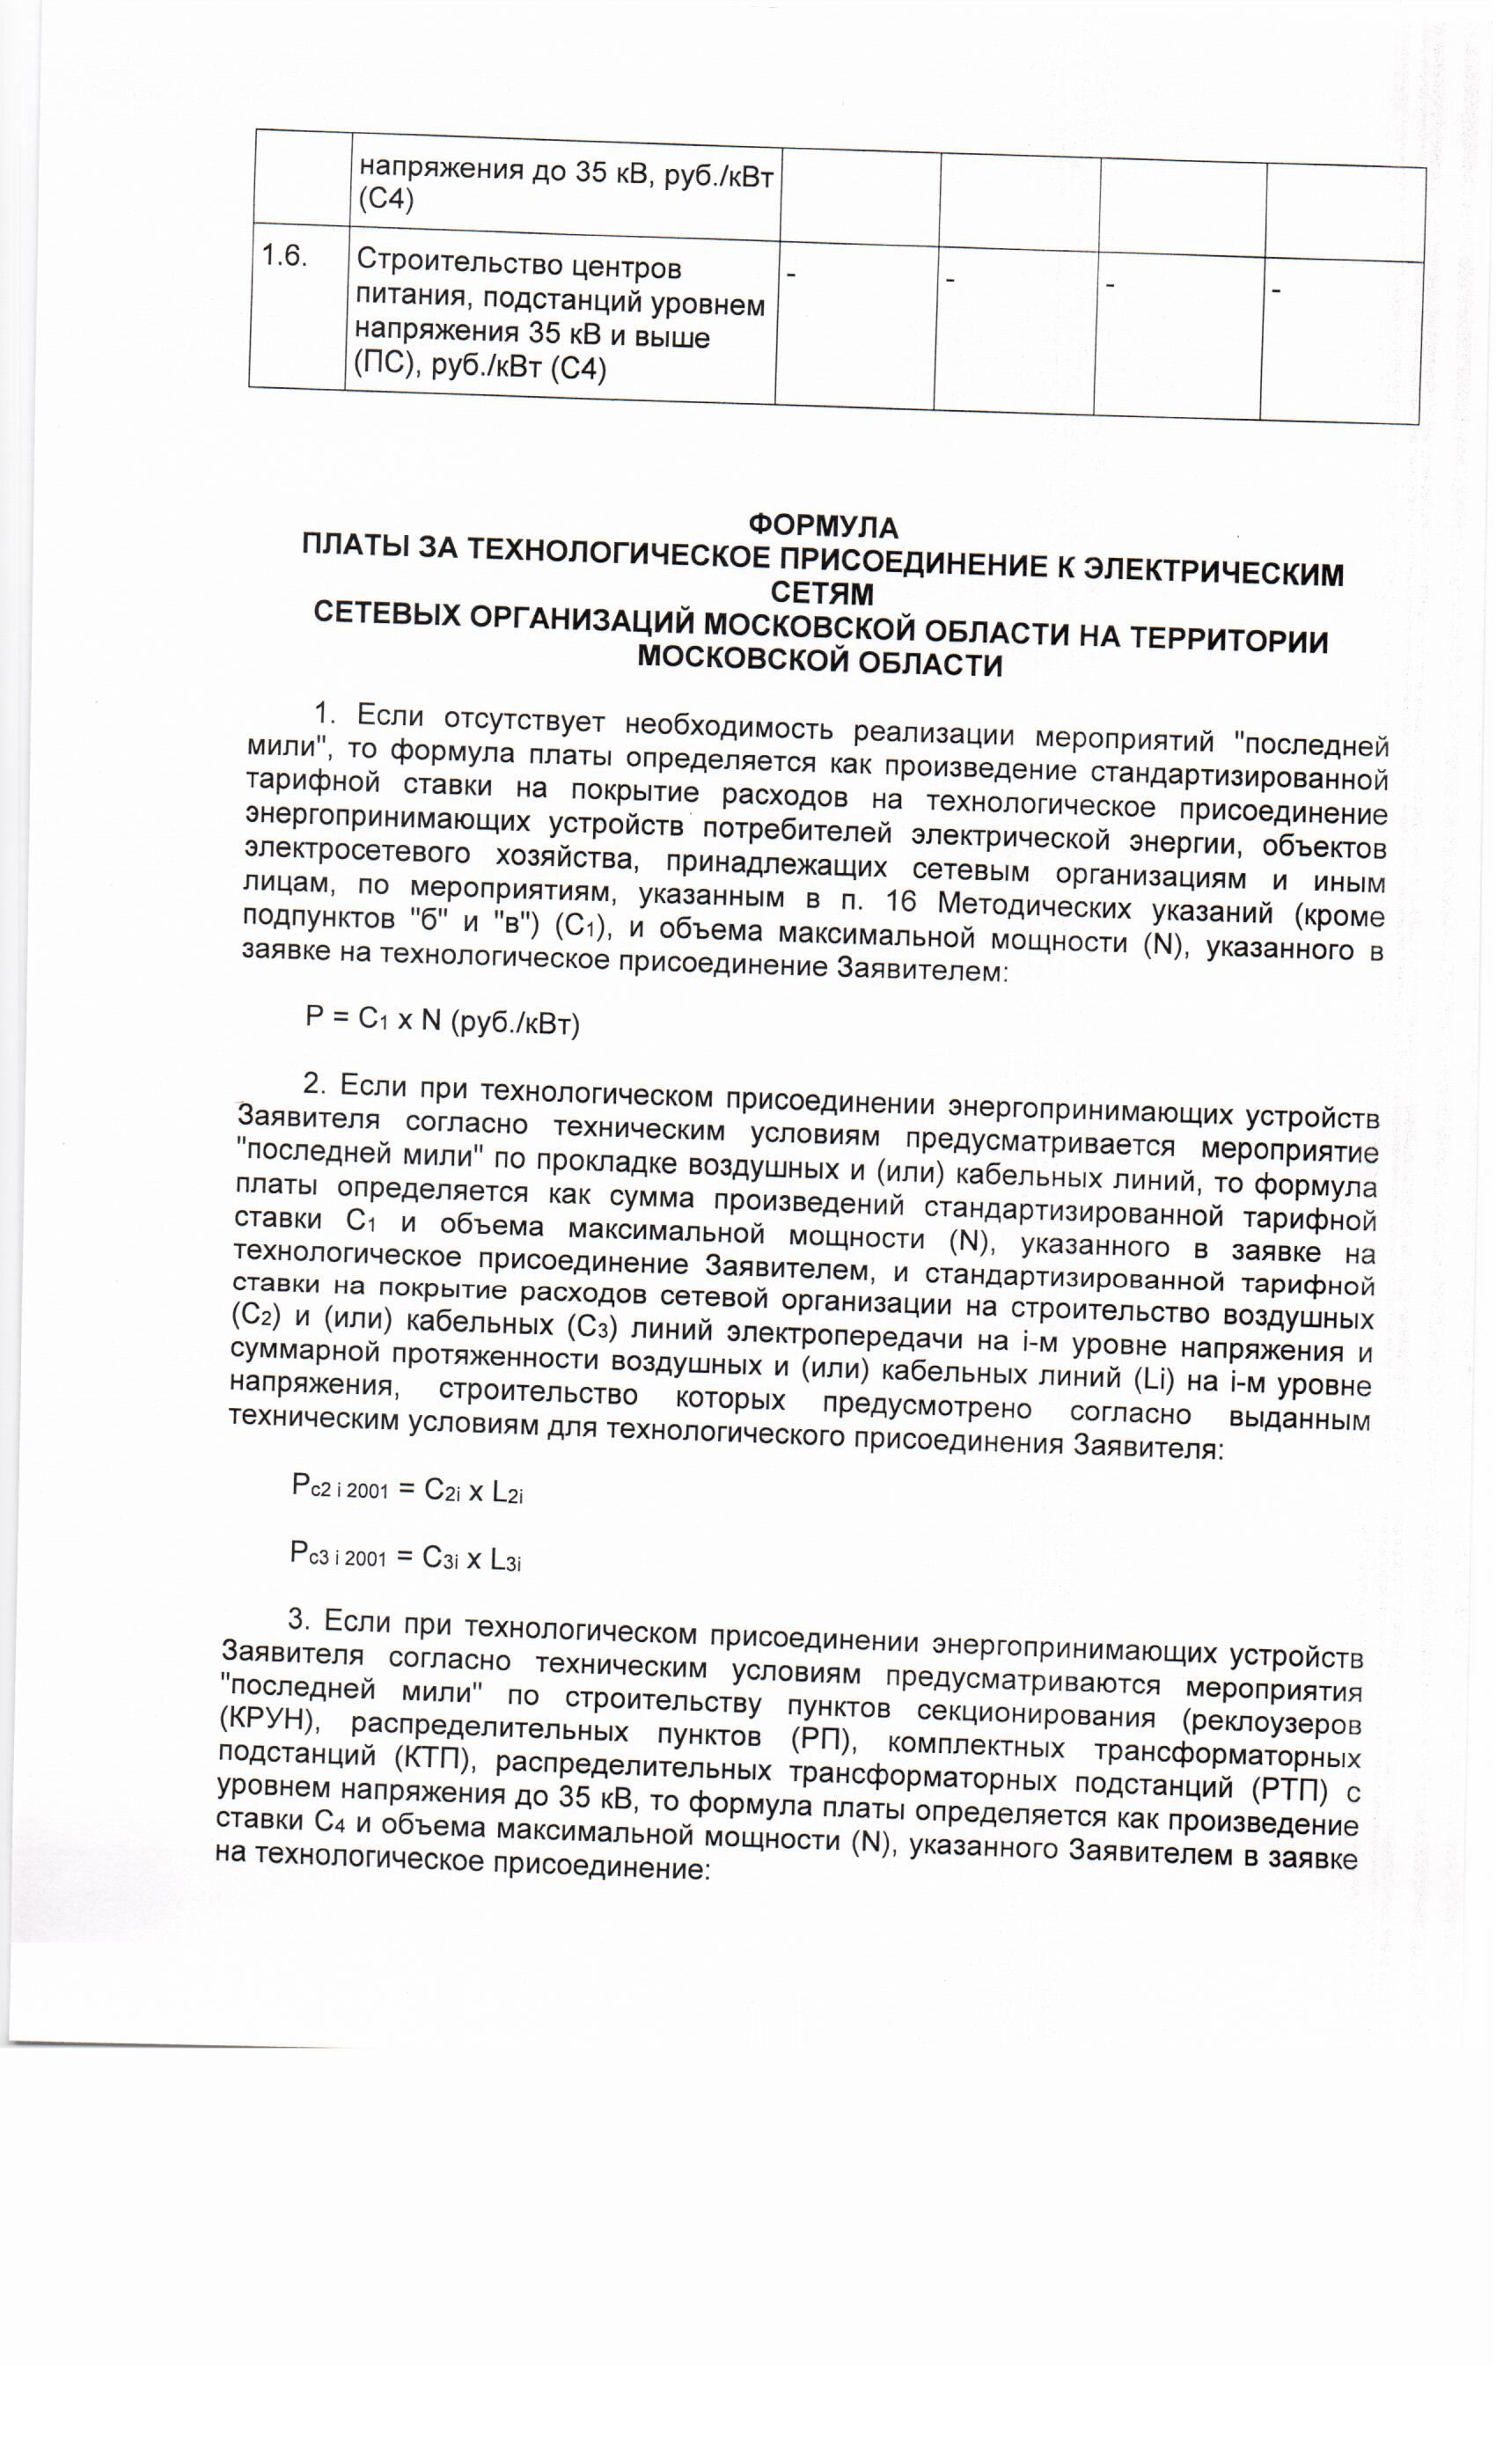 напряжения до 35 кВ, руб./кВт
(С4)
1.6.
Строительство центров
питания, подстанций уровнем
напряжения 35 кВ и выше
(ПС), руб./кВт (С4)
- - - -
ФОРМУЛА
ПЛАТЫ ЗА ТЕХНОЛОГИЧЕСКОЕ ПРИСОЕДИНЕНИЕ К ЭЛЕКТРИЧЕСКИМ
СЕТЯМ
СЕТЕВЫХ ОРГАНИЗАЦИЙ МОСКОВСКОЙ ОБЛАСТИ НА ТЕРРИТОРИИ
МОСКОВСКОЙ ОБЛАСТИ
1. Если отсутствует необходимость реализации мероприятий "последней
мили", то формула платы определяется как произведение стандартизированной
тарифной ставки на покрытие расходов на технологическое присоединение
энергопринимающих устройств потребителей электрической энергии, объектов
электросетевого хозяйства, принадлежащих сетевым организациям и иным
лицам, по мероприятиям, указанным в п. 16 Методических указаний (кроме
подпунктов "б" и "в") (С1), и объема максимальной мощности (N), указанного в
заявке на технологическое присоединение Заявителем:
Р = С1 х N (руб./кВт)
2. Если при технологическом присоединении энергопринимающих устройств
Заявителя согласно техническим условиям предусматривается мероприятие
"последней мили" по прокладке воздушных и (или) кабельных линий, то формула
платы определяется как сумма произведений стандартизированной тарифной
ставки С1 и объема максимальной мощности (N), указанного в заявке на
технологическое присоединение Заявителем, и стандартизированной тарифной
ставки на покрытие расходов сетевой организации на строительство воздушных
(С2) и (или) кабельных (С3) линий электропередачи на i-м уровне напряжения и
суммарной протяженности воздушных и (или) кабельных линий (Li) на i-м уровне
напряжения, строительство которых предусмотрено согласно выданным
техническим условиям для технологического присоединения Заявителя:
Рс2 i 2001 = С2i х L2i
Рс3 i 2001 = С3i х L3i
3. Если при технологическом присоединении энергопринимающих устройств
Заявителя согласно техническим условиям предусматриваются мероприятия
"последней мили" по строительству пунктов секционирования (реклоузеров
(КРУН), распределительных пунктов (РП), комплектных трансформаторных
подстанций (КТП), распределительных трансформаторных подстанций (РТП) с
уровнем напряжения до 35 кВ, то формула платы определяется как произведение
ставки С4 и объема максимальной мощности (N), указанного Заявителем в заявке
на технологическое присоединение: